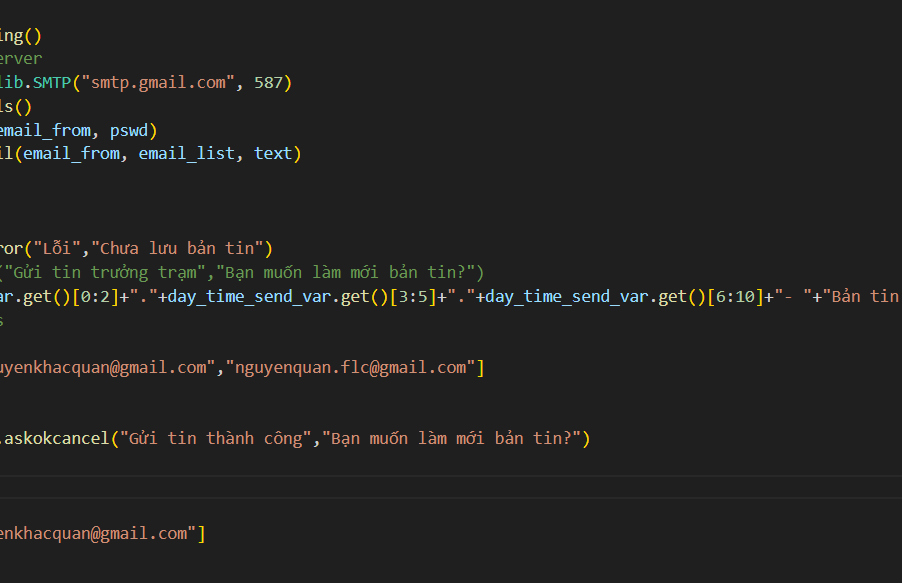 ing()
erver
lib.SMTP("smtp.gmail.com", 587)
ls()
email_from, pswd)
il(email_from, email_list, text)
ror("Lỗi","Chưa lưu bản tin")
("Gửi tin trưởng trạm","Bạn muốn làm mới bản tin?")
ar.get()[0:2]+"."+day_time_send_var.get()[3:5]+"."+day_time_send_var.get()[6:10]+"- "+"Bản tin
s
uyenkhacquan@gmail.com","nguyenquan.flc@gmail.com"]
.askokcancel("Gửi tin thành công","Bạn muốn làm mới bản tin?")
enkhacquan@gmail.com"]